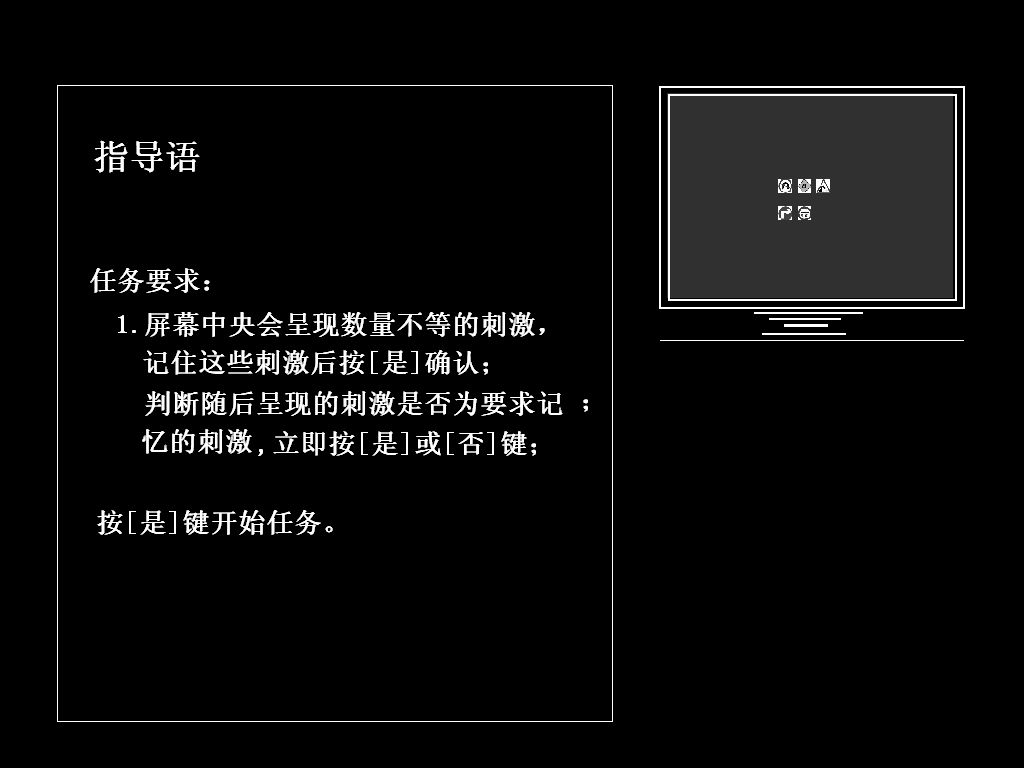 指导语
任务要求：
1.屏幕中央会呈现数量不等的刺激，
记住这些刺激后按[是]确认；
判断随后呈现的刺激是否为要求记 ；
忆的刺激,立即按[是]或[否]键；
按[是]键开始任务。